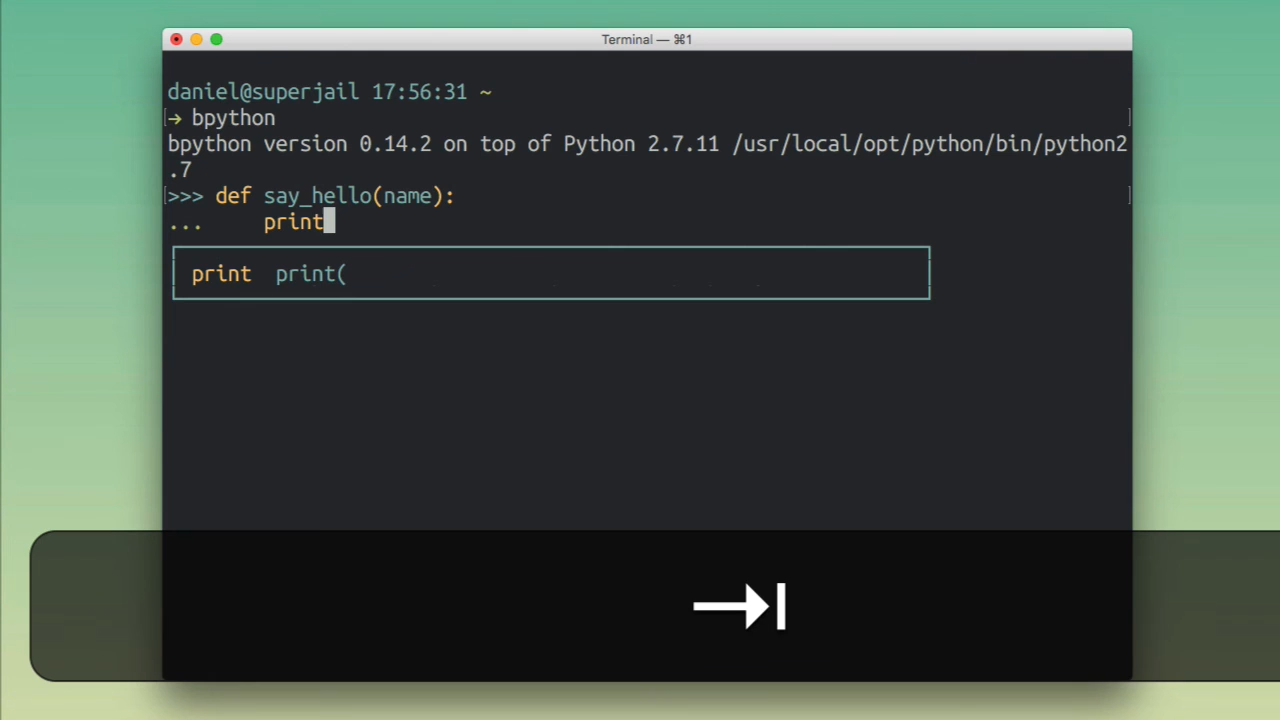 Terminal — ⌘1
daniel@superjail 17:56:31 ~
→ bpython
bpython version 0.14.2 on top of Python 2.7.11 /usr/local/opt/python/bin/python2
.7
>>> def say_hello(name):
...     print
print  print(